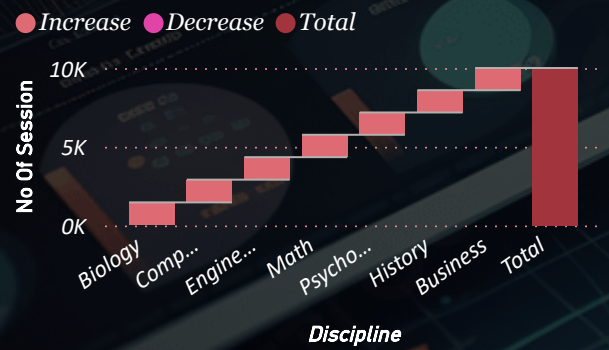 Increase Decrease Total
10K
5K
0K
No Of Session
Biology
Comp...
Engine...
Math
Psycho...
History
Business
Total
Discipline